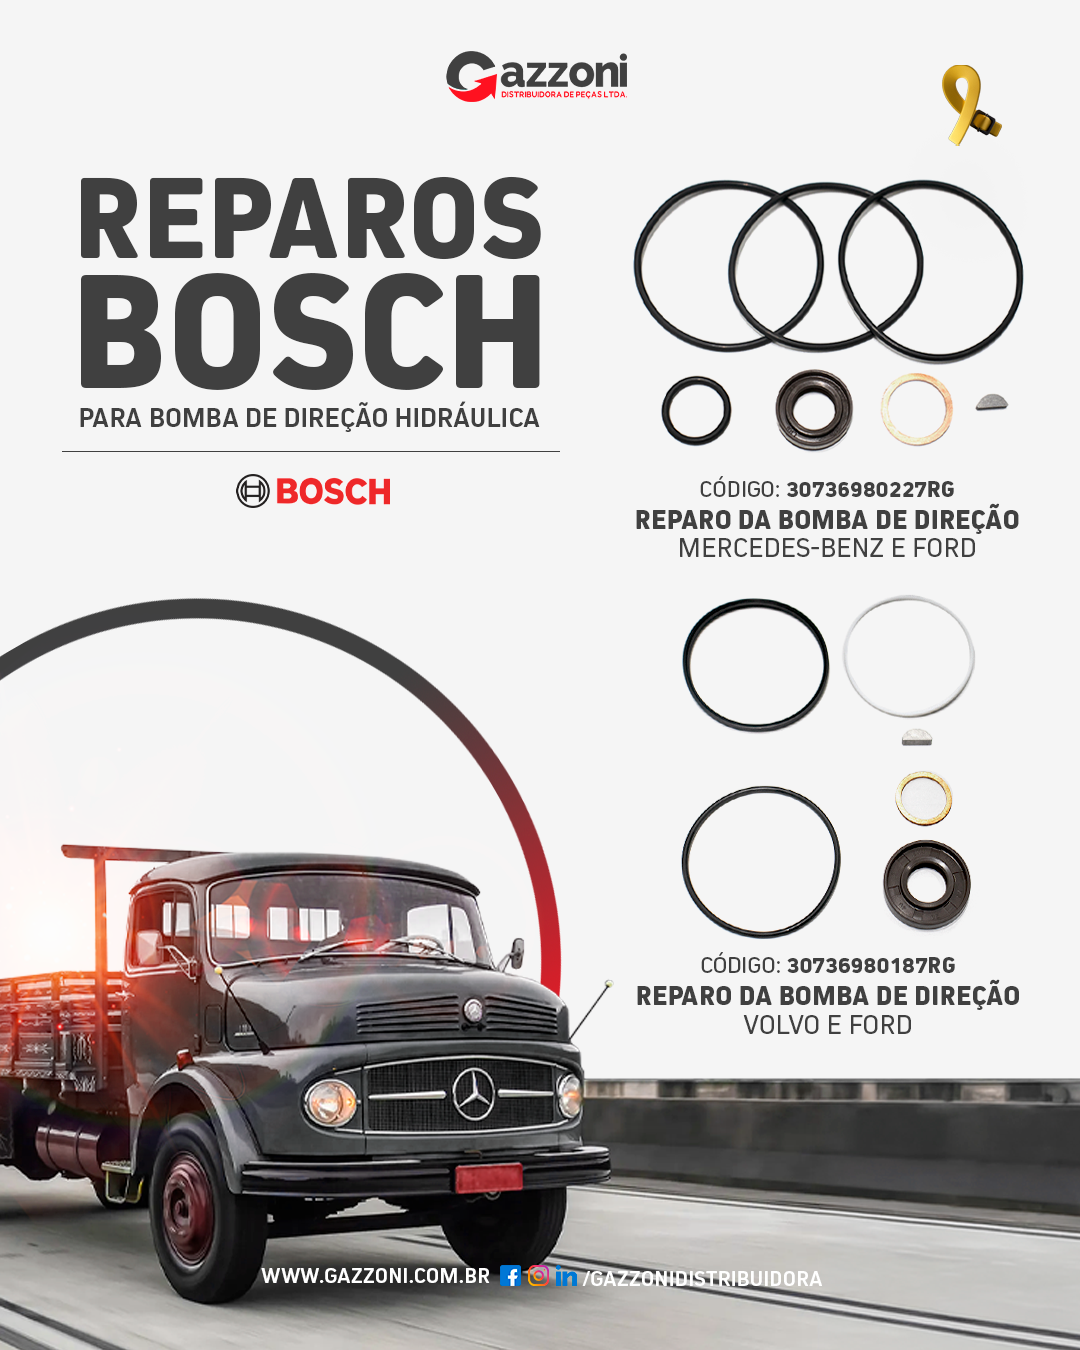 Gazzoni
DISTRIBUIDORA DE PEÇAS LTDA.
REPAROS
BOSCH
PARA BOMBA DE DIREÇÃO HIDRÁULICA
BOSCH
CÓDIGO: 30736980227RG
REPARO DA BOMBA DE DIREÇÃO
MERCEDES-BENZ E FORD
CÓDIGO: 30736980187RG
REPARO DA BOMBA DE DIREÇÃO
VOLVO E FORD
WWW.GAZZONI.COM.BR f in /GAZZONIDISTRIBUIDORA